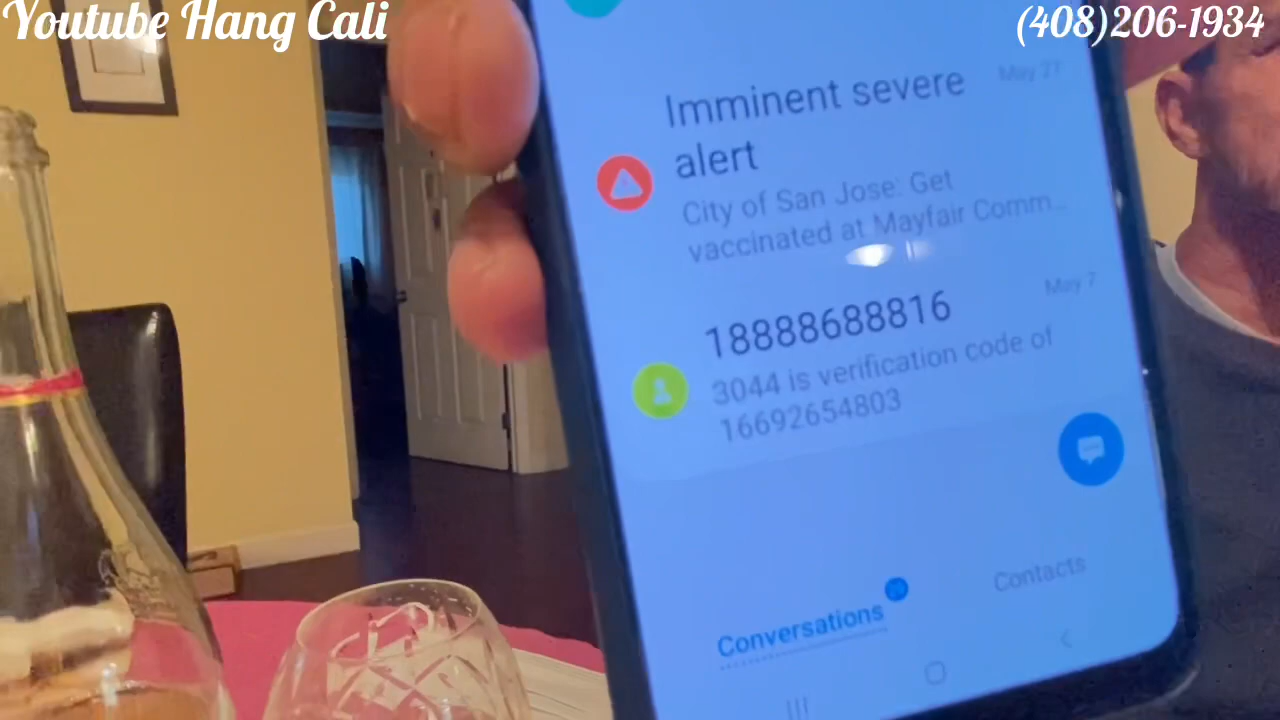 Youtube Hang Cali
(408)206-1934
Imminent severe
alert
May 27
City of San Jose: Get
vaccinated at Mayfair Comm...
18888688816
May 7
3044 is verification code of
16692654803
Conversations
Contacts